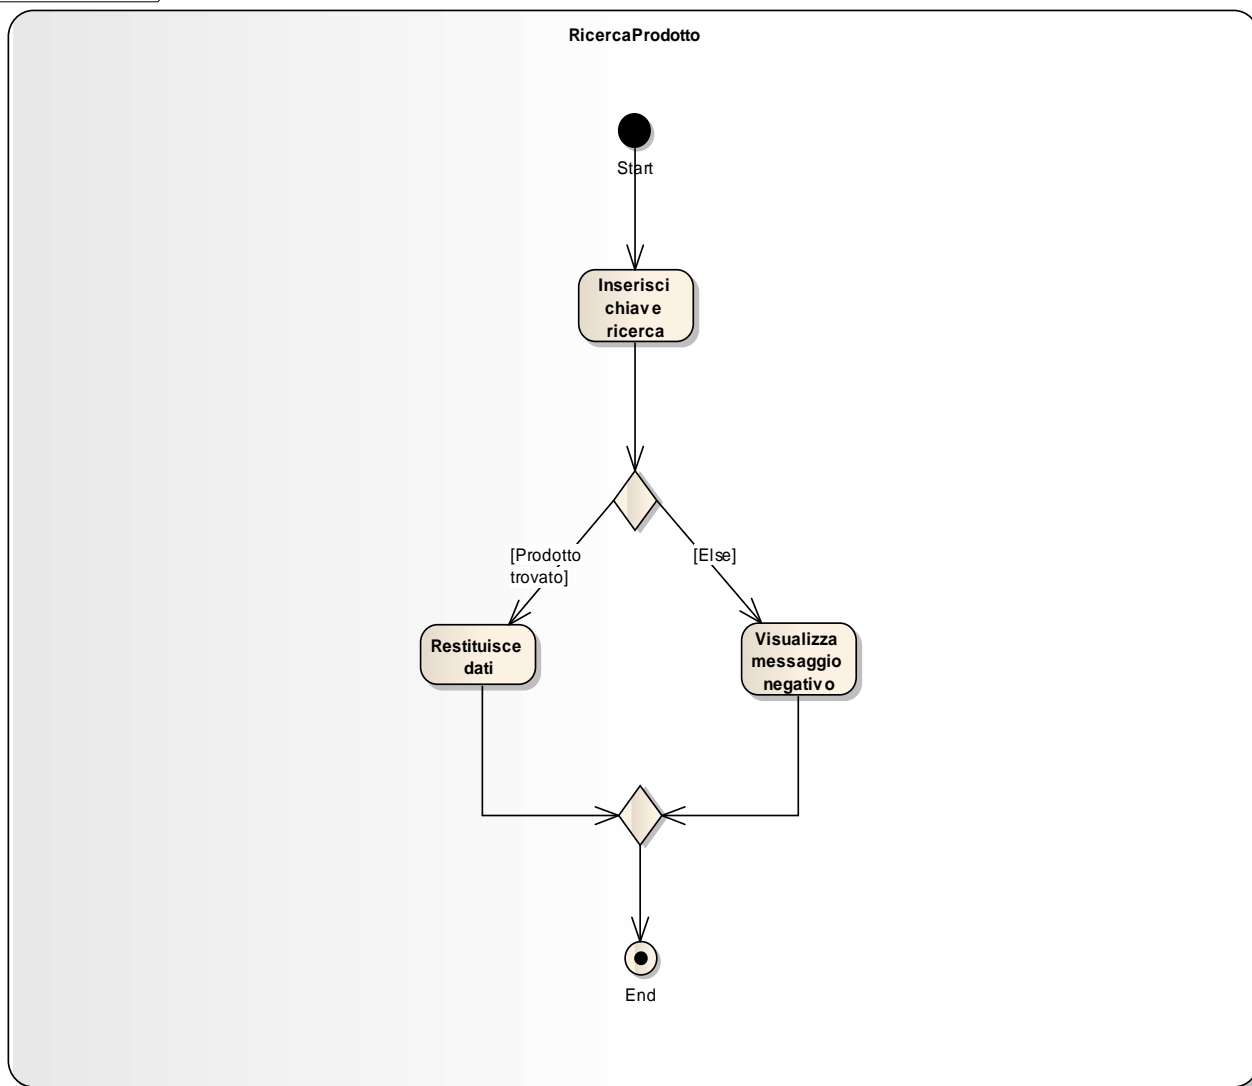 RicercaProdotto
Start
Inserisci
chiave
ricerca
[Prodotto
trovato]
[Else]
Restituisce
dati
Visualizza
messaggio
negativo
End